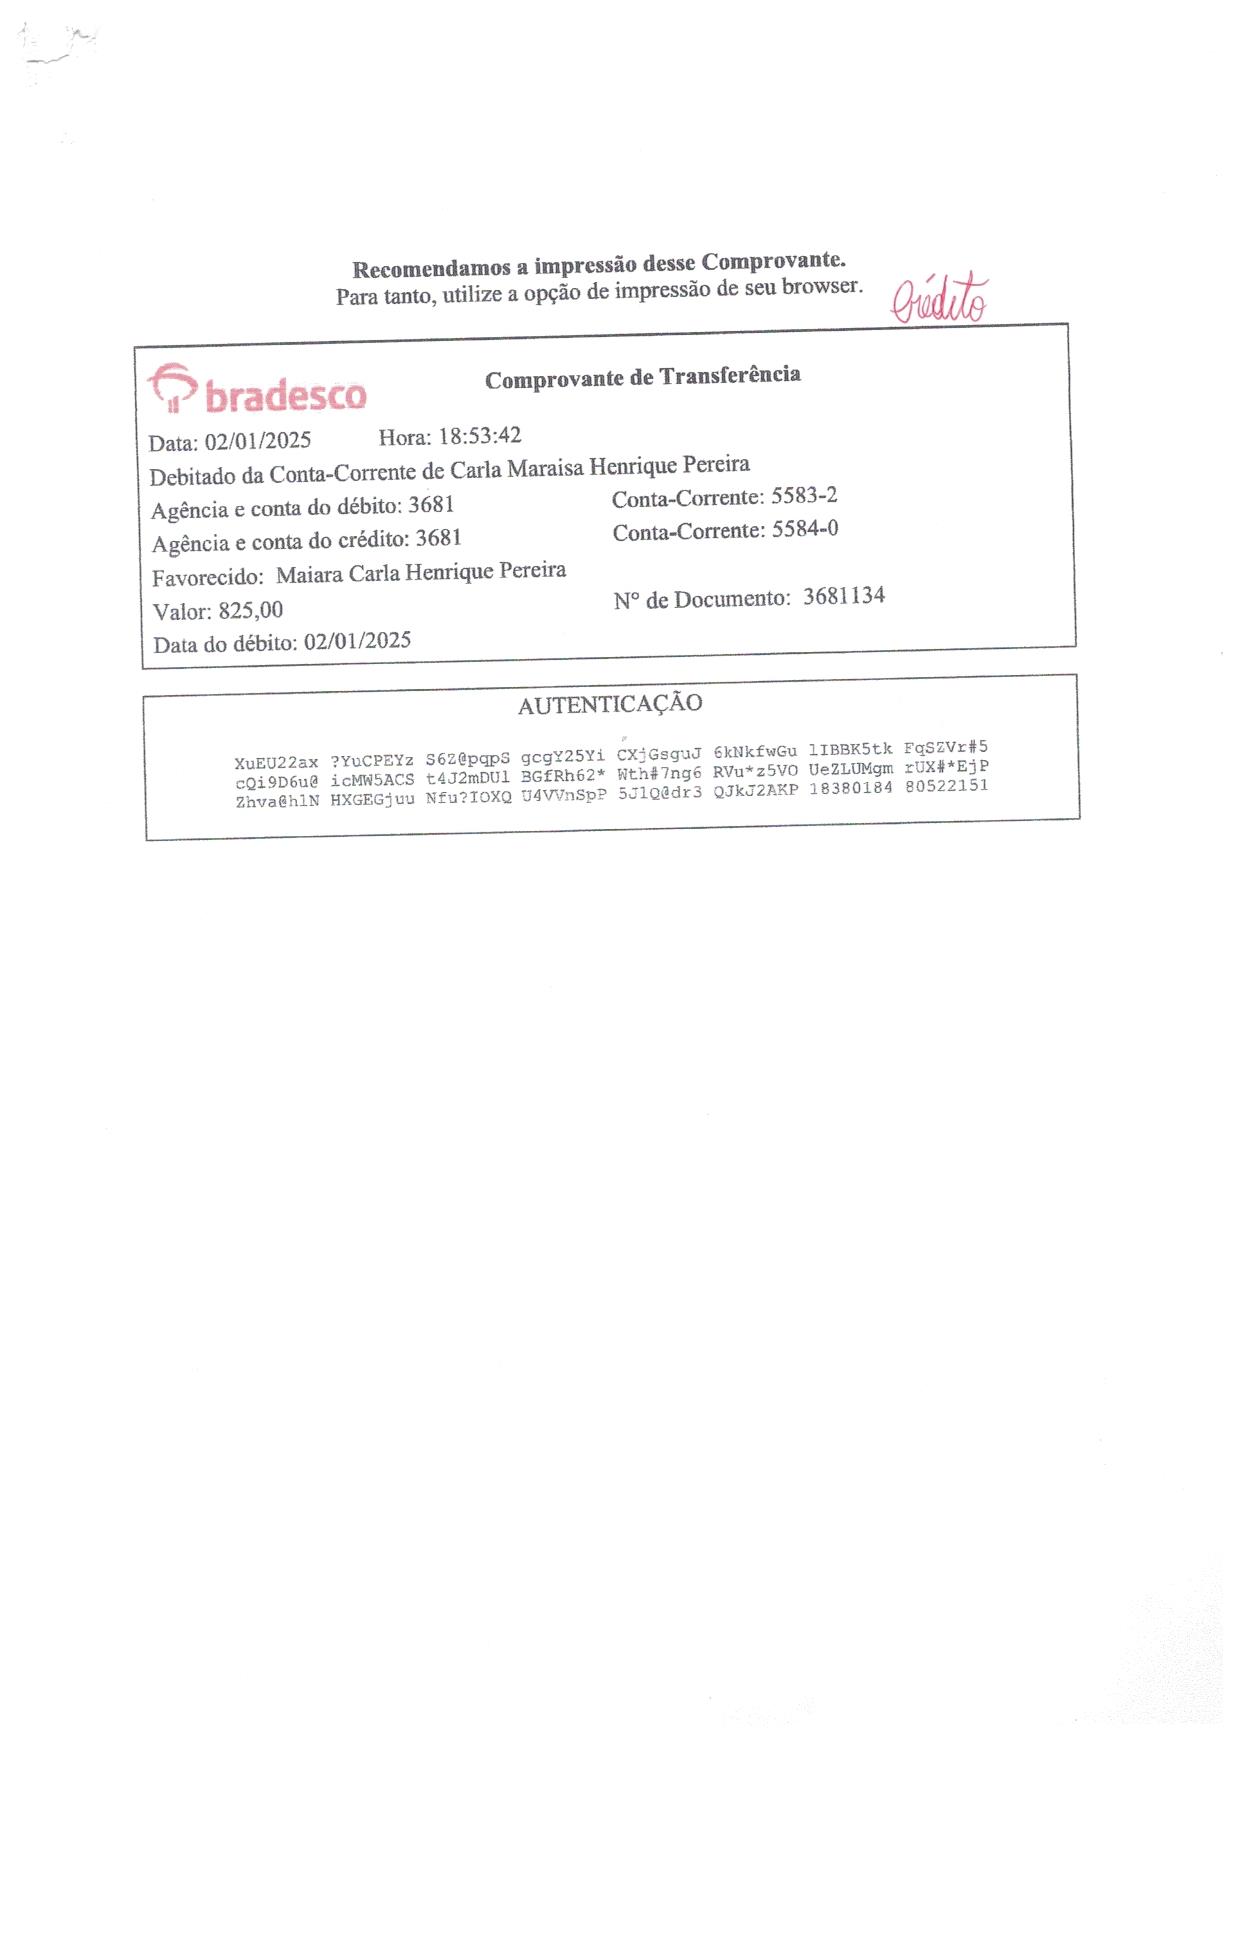 Recomendamos a impressão desse Comprovante.
Para tanto, utilize a opção de impressão de seu browser.
Crédito
bradesco
Comprovante de Transferência
Data: 02/01/2025 Hora: 18:53:42
Debitado da Conta-Corrente de Carla Maraisa Henrique Pereira
Agência e conta do débito: 3681 Conta-Corrente: 5583-2
Agência e conta do crédito: 3681 Conta-Corrente: 5584-0
Favorecido: Maiara Carla Henrique Pereira
Valor: 825,00 Nº de Documento: 3681134
Data do débito: 02/01/2025
AUTENTICAÇÃO
XuEU22ax ?YuCPEYz S6Z@pqpS gcgY25Yi CXjGsguJ 6kNkfwGu lIBBK5tk FqSZVr#5
cQi9D6u@ icMW5ACS t4J2mDUl BGfRh62* Wth#7ng6 RVu*z5VO UeZLUMgm rUX#*EjP
Zhva@hlN HXGEGjuu Nfu?IOXQ U4VVnSpP 5J1Q@dr3 QJkJ2AKP 18380184 80522151